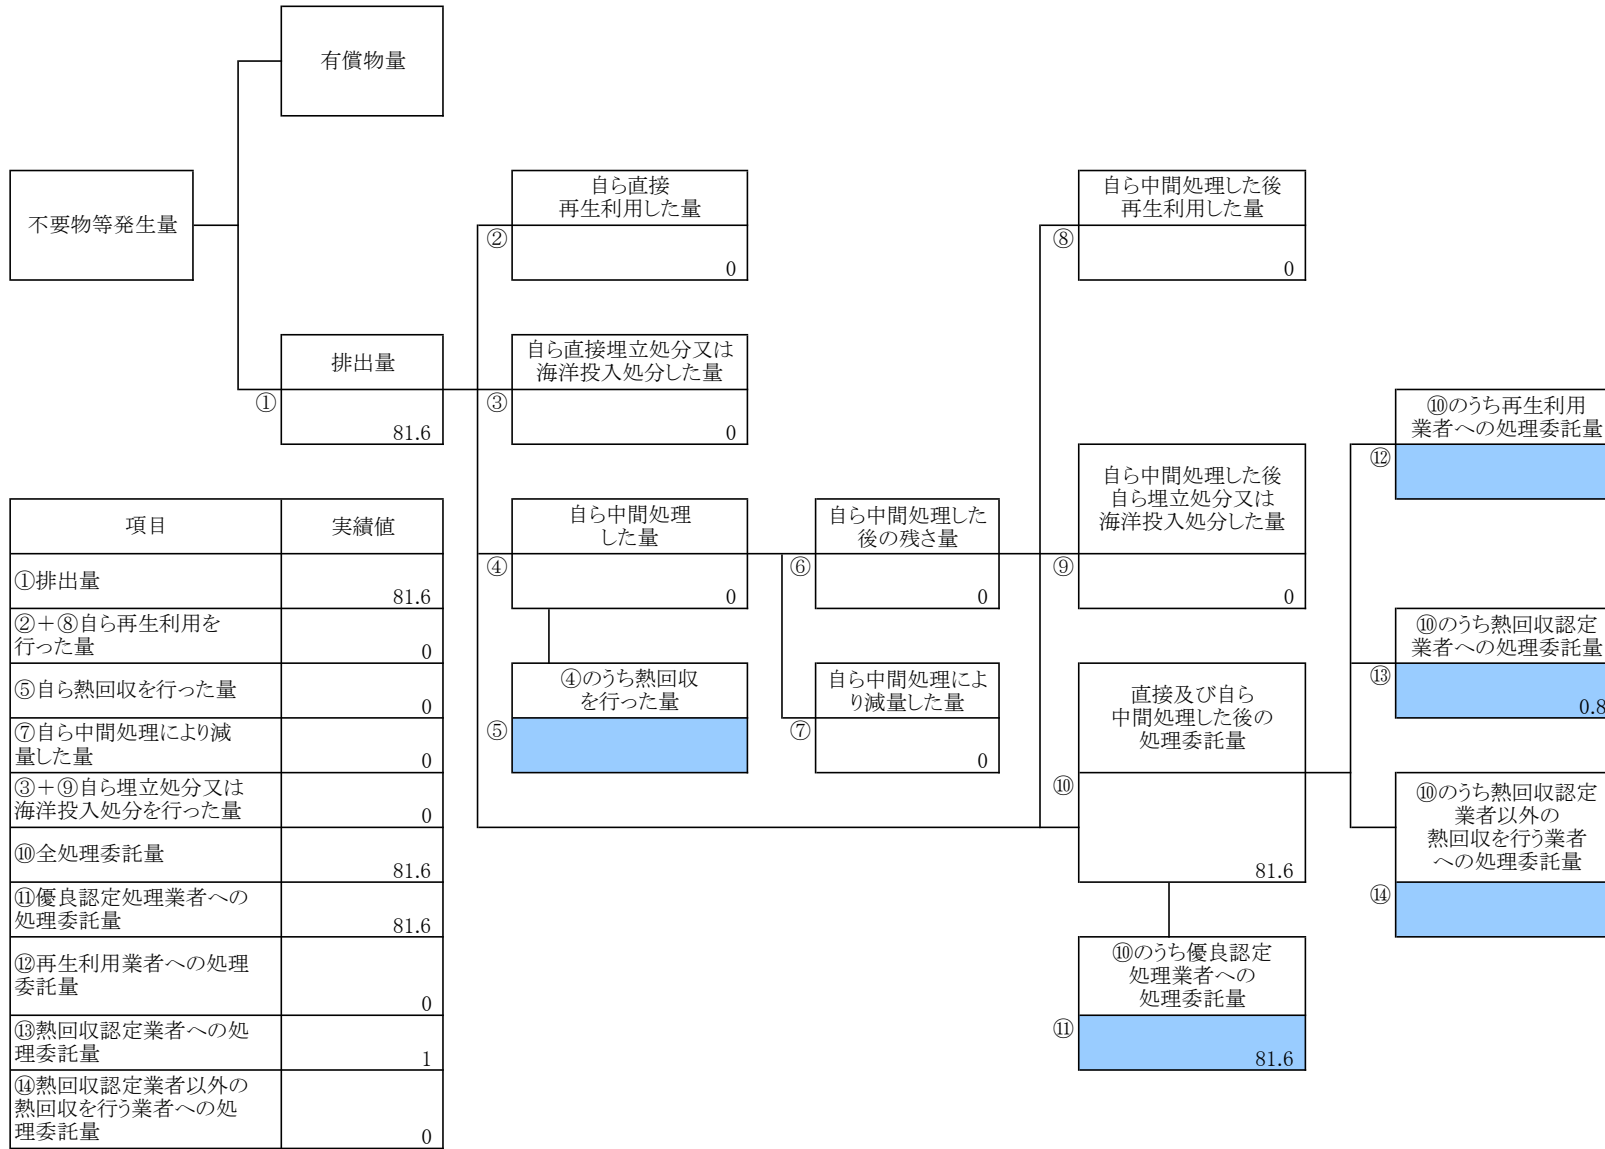 有償物量
不要物等発生量
自ら直接
再生利用した量
②
0
自ら中間処理した後
再生利用した量
⑧
0
排出量
①
81.6
自ら直接埋立処分又は
海洋投入処分した量
③
0
⑩のうち再生利用
業者への処理委託量
⑫
自ら中間処理
した量
④
0
自ら中間処理した
後の残さ量
⑥
0
自ら中間処理した後
自ら埋立処分又は
海洋投入処分した量
⑨
0
⑩のうち熱回収認定
業者への処理委託量
⑬
0.8
④のうち熱回収
を行った量
⑤
自ら中間処理によ
り減量した量
⑦
0
直接及び自ら
中間処理した後の
処理委託量
⑩
81.6
⑩のうち熱回収認定
業者以外の
熱回収を行う業者
への処理委託量
⑭
⑩のうち優良認定
処理業者への
処理委託量
⑪
81.6
項目 実績値
①排出量
81.6
②+⑧自ら再生利用を
行った量
0
⑤自ら熱回収を行った量
0
⑦自ら中間処理により減
量した量
0
③+⑨自ら埋立処分又は
海洋投入処分を行った量
0
⑩全処理委託量
81.6
⑪優良認定処理業者への
処理委託量
81.6
⑫再生利用業者への処理
委託量
0
⑬熱回収認定業者への処
理委託量
1
⑭熱回収認定業者以外の
熱回収を行う業者への処
理委託量
0